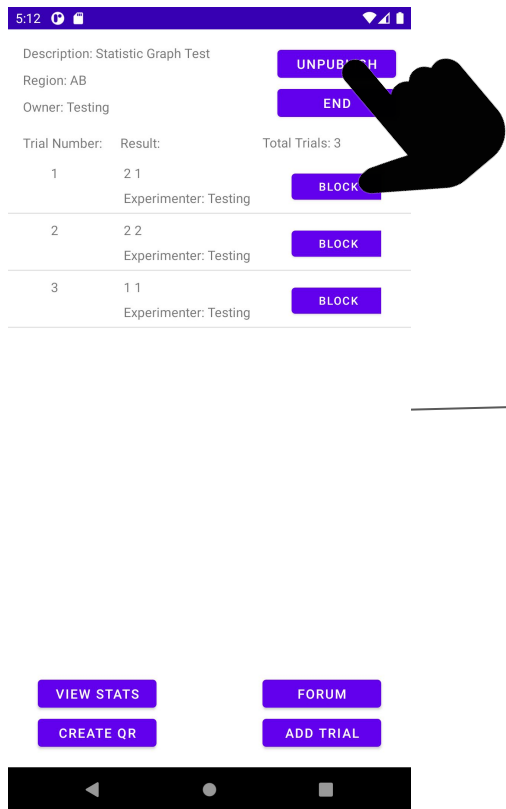 5:12
Description: Statistic Graph Test
Region: AB
END
Owner: Testing
Trial Number: Result: Total Trials: 3
1 2 1
BLOCK
Experimenter: Testing
2 2 2
BLOCK
Experimenter: Testing
3 1 1
BLOCK
Experimenter: Testing
VIEW STATS FORUM
CREATE QR ADD TRIAL